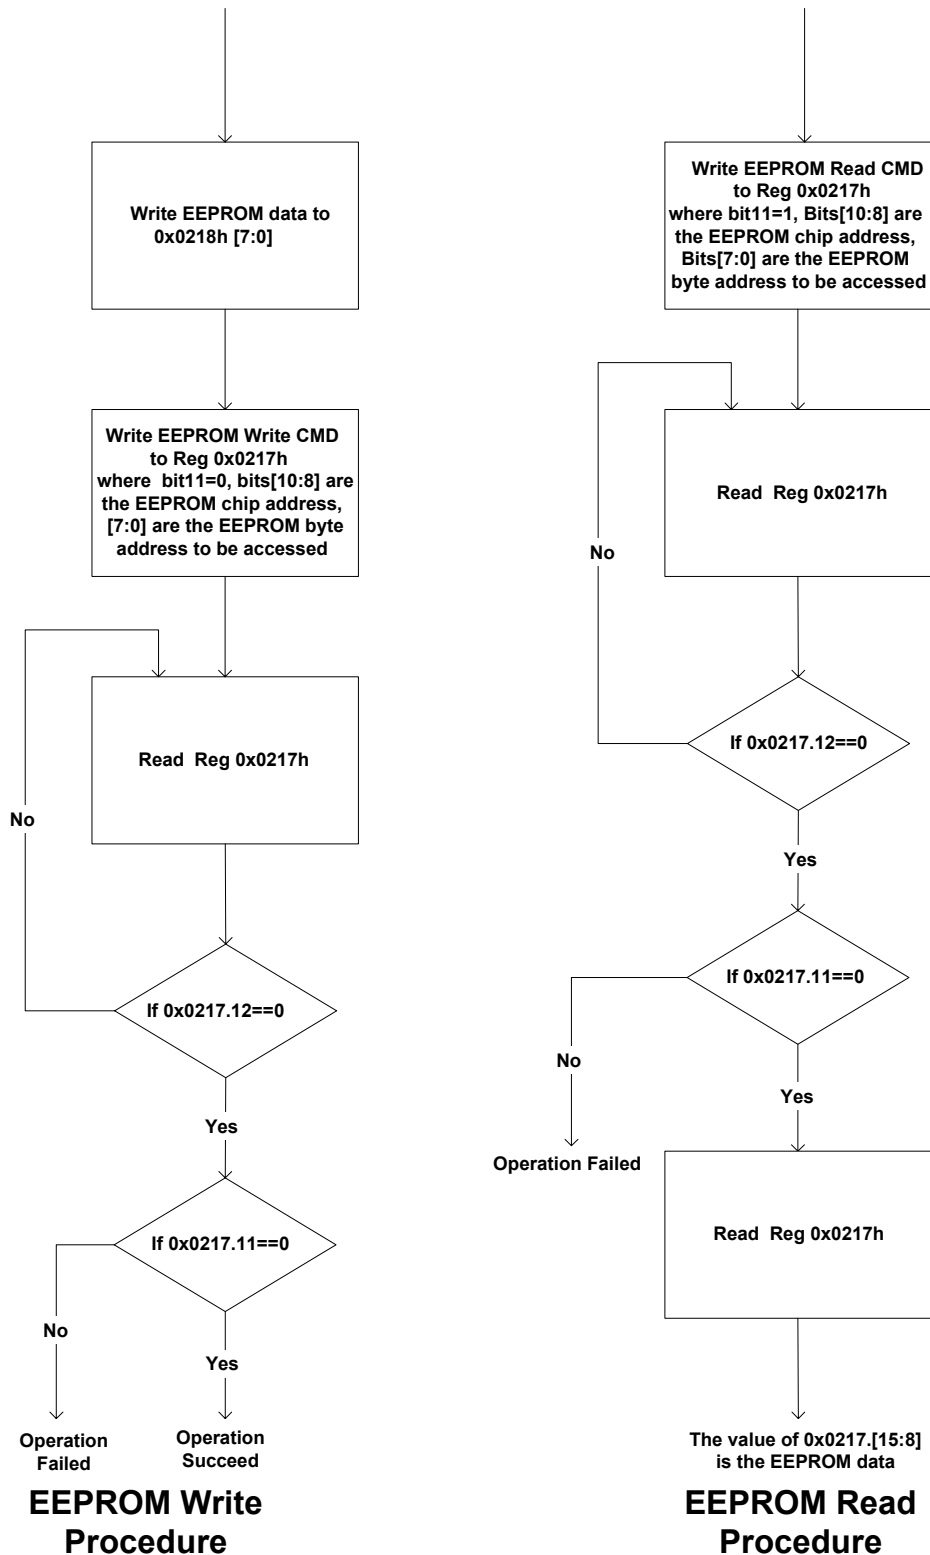 Write EEPROM data to
0x0218h [7:0]
Write EEPROM Write CMD
to Reg 0x0217h
where  bit11=0, bits[10:8] are
the EEPROM chip address,
[7:0] are the EEPROM byte
address to be accessed
Read  Reg 0x0217h
No
If 0x0217.12==0
Yes
If 0x0217.11==0
No
Yes
Operation
Failed
Operation
Succeed
EEPROM Write
Procedure
Write EEPROM Read CMD
to Reg 0x0217h
where bit11=1, Bits[10:8] are
the EEPROM chip address,
Bits[7:0] are the EEPROM
byte address to be accessed
Read  Reg 0x0217h
No
If 0x0217.12==0
Yes
If 0x0217.11==0
No
Yes
Operation Failed
Read  Reg 0x0217h
The value of 0x0217.[15:8]
is the EEPROM data
EEPROM Read
Procedure